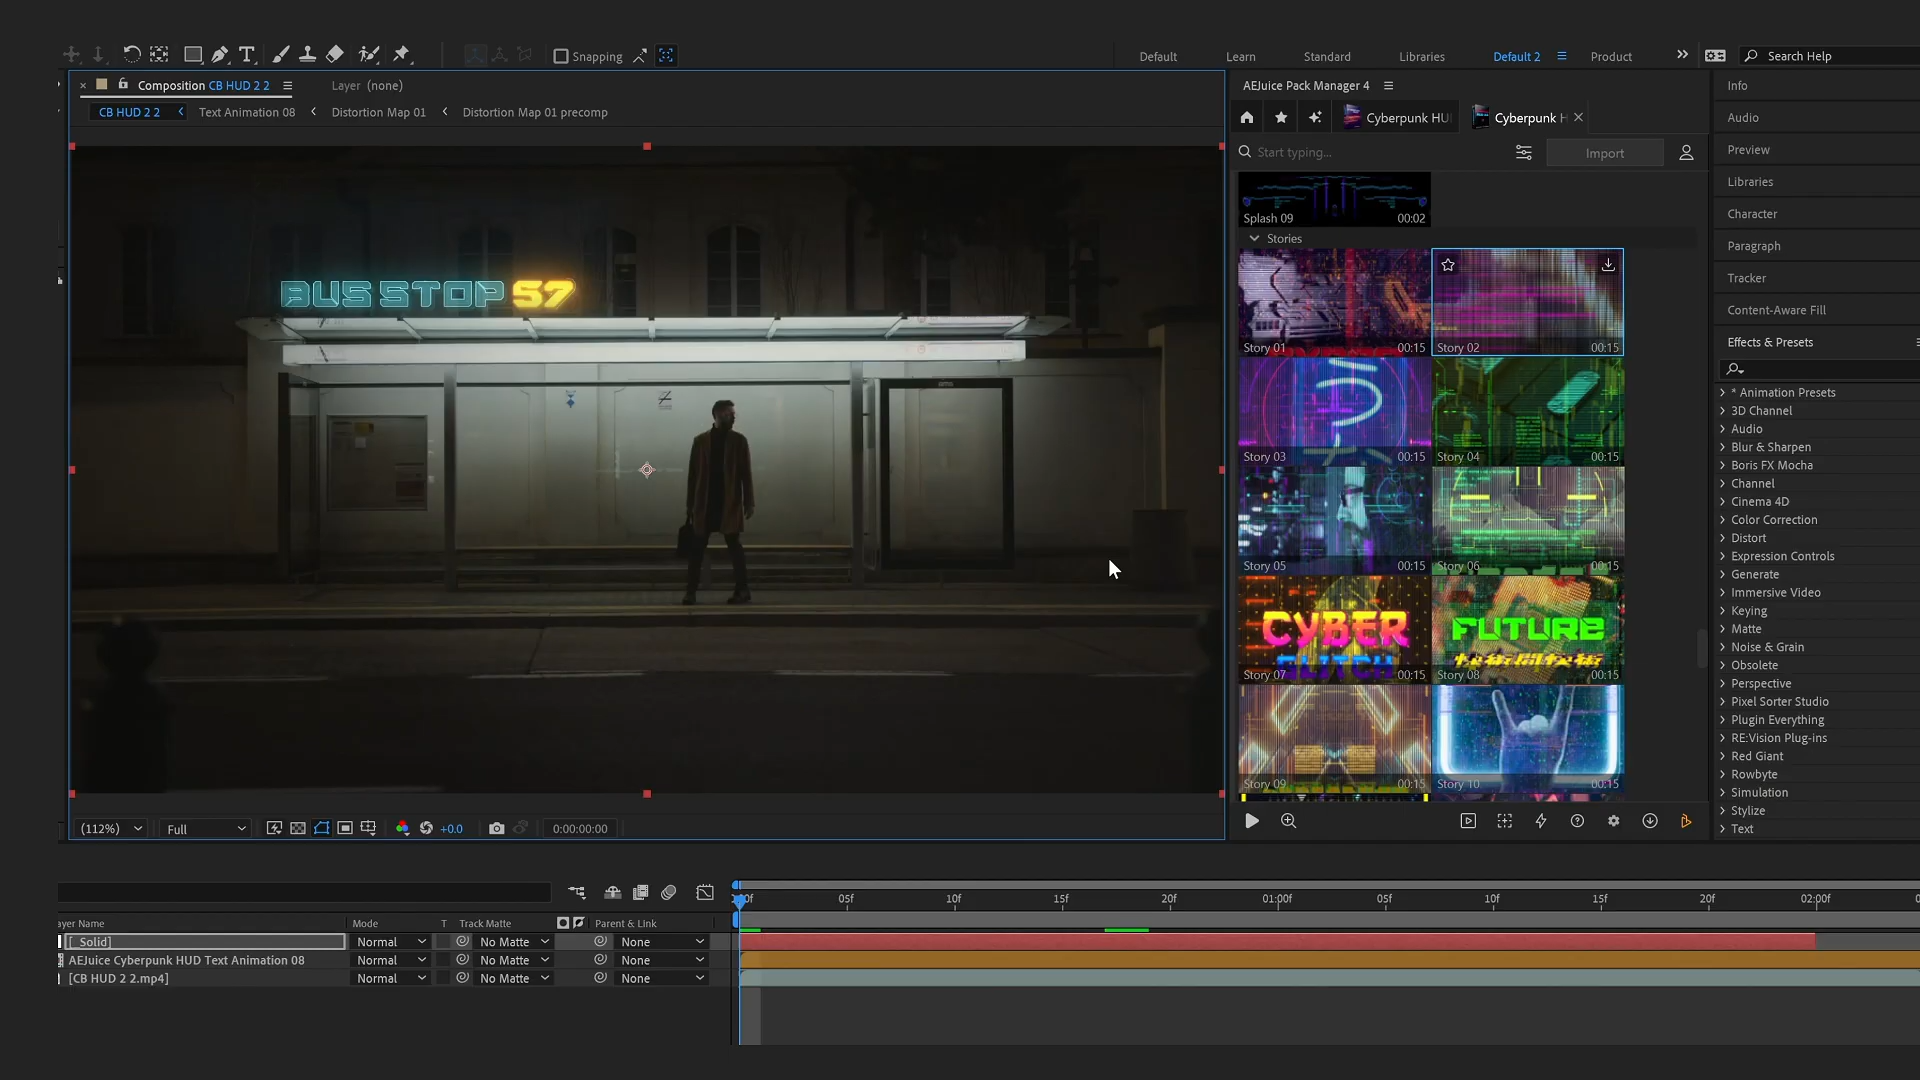 Snapping
Default
Learn
Standard
Libraries
Default 2
Product
Search Help
Composition CB HUD 2 2
Layer (none)
CB HUD 2 2
Text Animation 08
Distortion Map 01
Distortion Map 01 precomp
BUS STOP 57
(112%)
Full
+0.0
0:00:00:00
AEJuice Pack Manager 4
Cyberpunk HU
Cyberpunk H
Start typing...
Import
Splash 09
00:02
Stories
Story 01
00:15
Story 02
00:15
Story 03
00:15
Story 04
00:15
Story 05
00:15
Story 06
00:15
CYBER
GLITCH
Story 07
00:15
FUTURE
Story 08
00:15
Story 09
00:15
Story 10
00:15
Info
Audio
Preview
Libraries
Character
Paragraph
Tracker
Content-Aware Fill
Effects & Presets
* Animation Presets
3D Channel
Audio
Blur & Sharpen
Boris FX Mocha
Channel
Cinema 4D
Color Correction
Distort
Expression Controls
Generate
Immersive Video
Keying
Matte
Noise & Grain
Obsolete
Perspective
Pixel Sorter Studio
Plugin Everything
RE:Vision Plug-ins
Red Giant
Rowbyte
Simulation
Stylize
Text
ayer Name
Mode
T
Track Matte
Parent & Link
[_Solid]
Normal
No Matte
None
AEJuice Cyberpunk HUD Text Animation 08
Normal
No Matte
None
[CB HUD 2 2.mp4]
Normal
No Matte
None
05f
10f
15f
20f
01:00f
05f
10f
15f
20f
02:00f